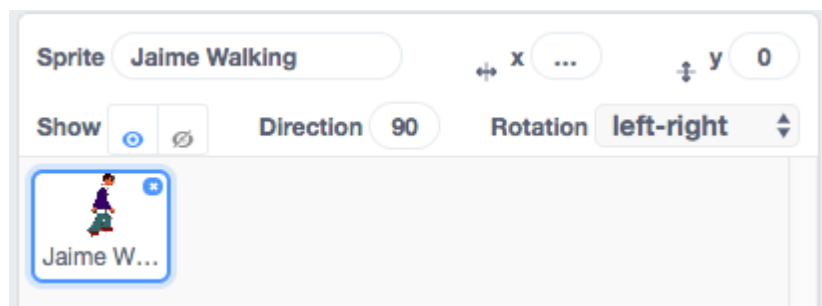 Sprite Jaime Walking x ... y 0
Show Direction 90 Rotation left-right
Jaime W...